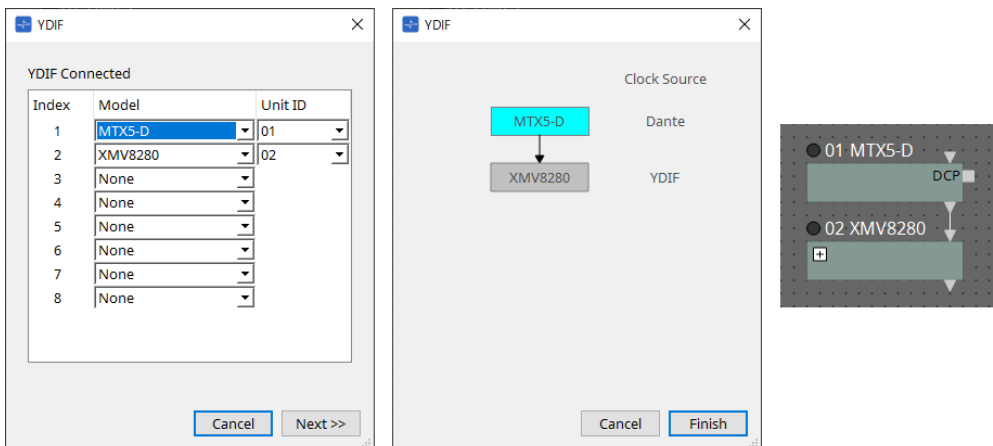 YDIF
YDIF Connected
Index Model Unit ID
1 MTX5-D 01
2 XMV8280 02
3 None
4 None
5 None
6 None
7 None
8 None
Cancel Next >>
YDIF
Clock Source
MTX5-D Dante
XMV8280 YDIF
Cancel Finish
01 MTX5-D
DCP
02 XMV8280